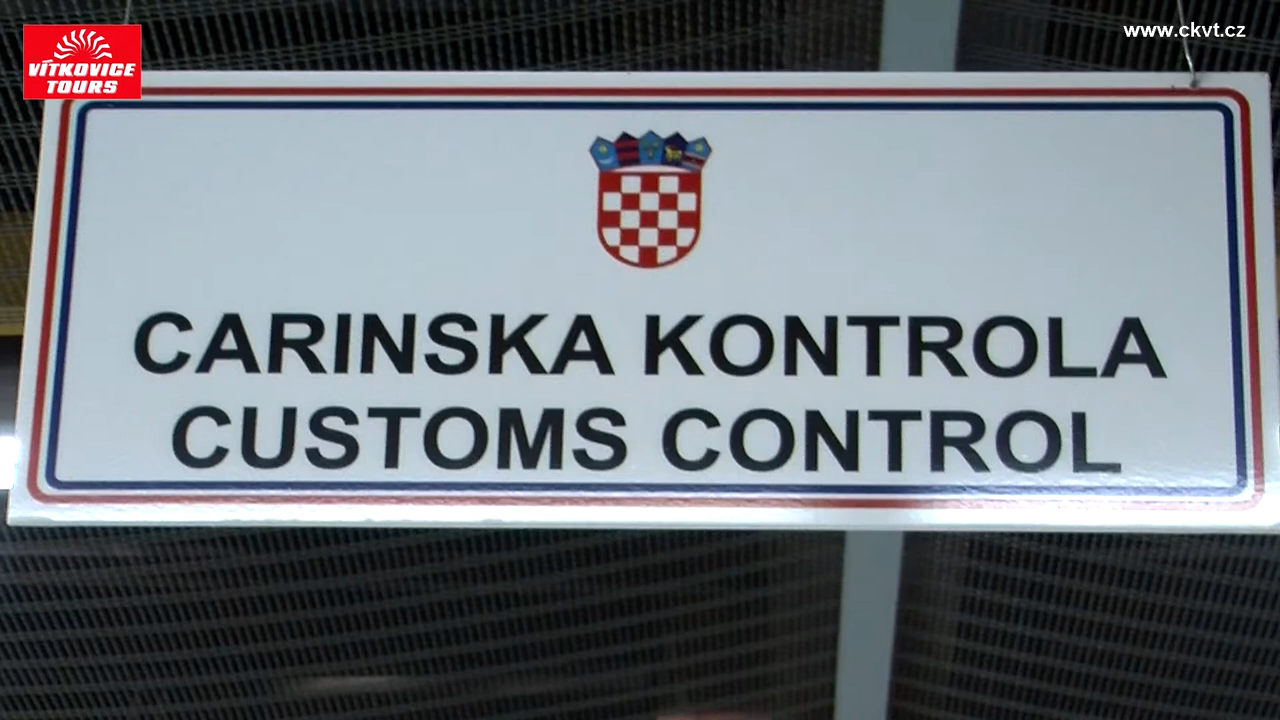 VÍTKOVICE
TOURS
www.ckvt.cz
CARINSKA KONTROLA
CUSTOMS CONTROL